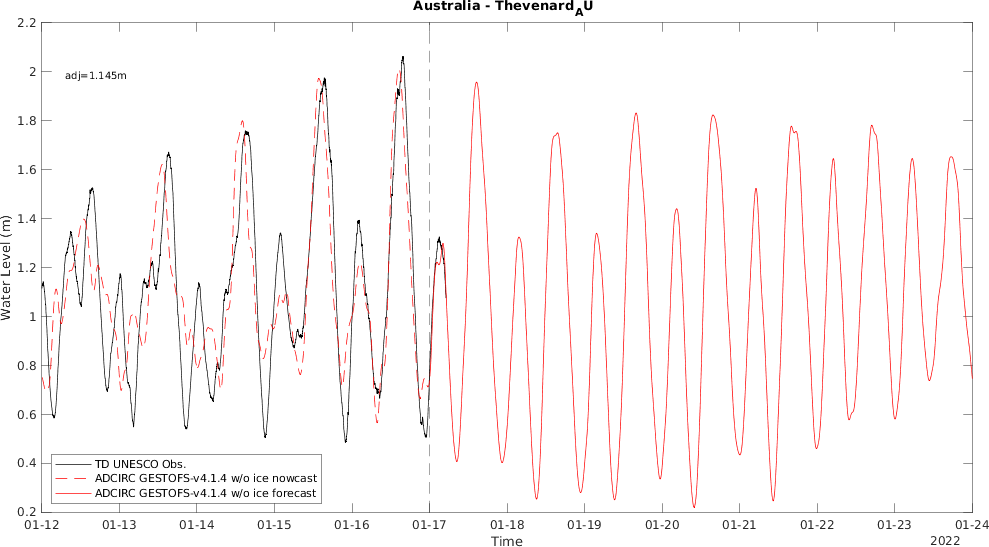 Australia - Thevenard_AU
2.2
2
1.8
1.6
1.4
1.2
1
0.8
0.6
0.4
0.2
Water Level (m)
adj=1.145m
TD UNESCO Obs.
ADCIRC GESTOFS-v4.1.4 w/o ice nowcast
ADCIRC GESTOFS-v4.1.4 w/o ice forecast
01-12 01-13 01-14 01-15 01-16 01-17 01-18 01-19 01-20 01-21 01-22 01-23 01-24
Time
2022